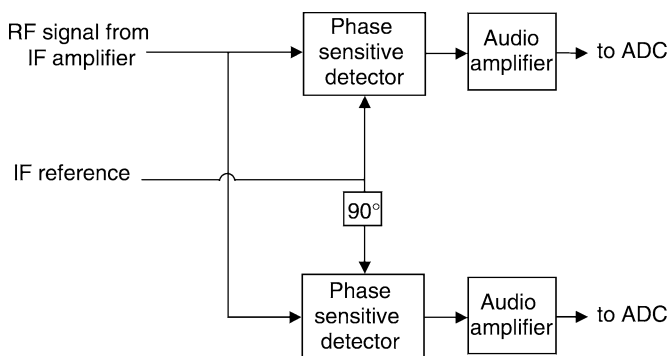 RF signal from
IF amplifier
Phase
sensitive
detector
Audio
amplifier
to ADC
IF reference
90°
Phase
sensitive
detector
Audio
amplifier
to ADC